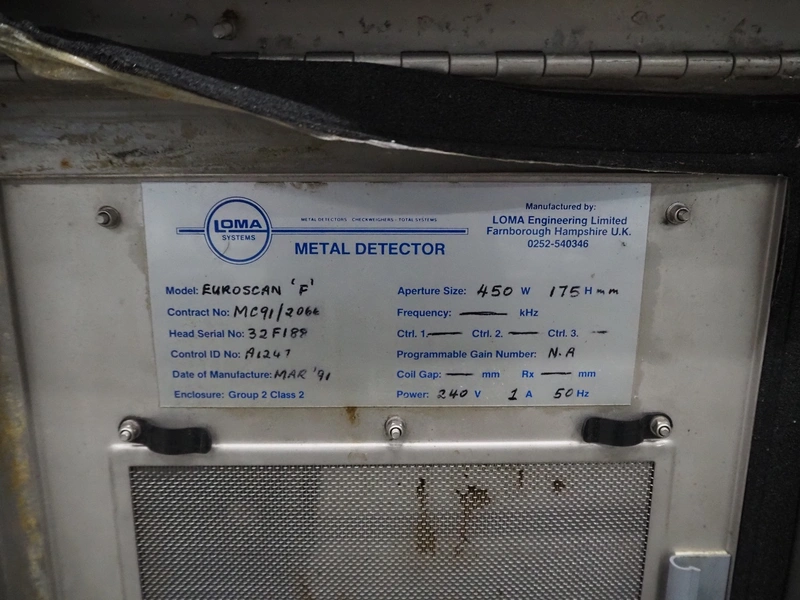 LOMA
SYSTEMS
METAL DETECTORS · CHECKWEIGHERS · TOTAL SYSTEMS
METAL DETECTOR
Manufactured by:
LOMA Engineering Limited
Farnborough Hampshire U.K.
0252-540346
Model: EUROSCAN 'F'
Contract No: MC91/2066
Head Serial No: 32F188
Control ID No: A1247
Date of Manufacture: MAR '91
Enclosure: Group 2 Class 2
Aperture Size: 450 W 175 H mm
Frequency: — kHz
Ctrl. 1. — Ctrl. 2. — Ctrl. 3. —
Programmable Gain Number: N.A
Coil Gap: — mm Rx — mm
Power: 240 V 1 A 50 Hz